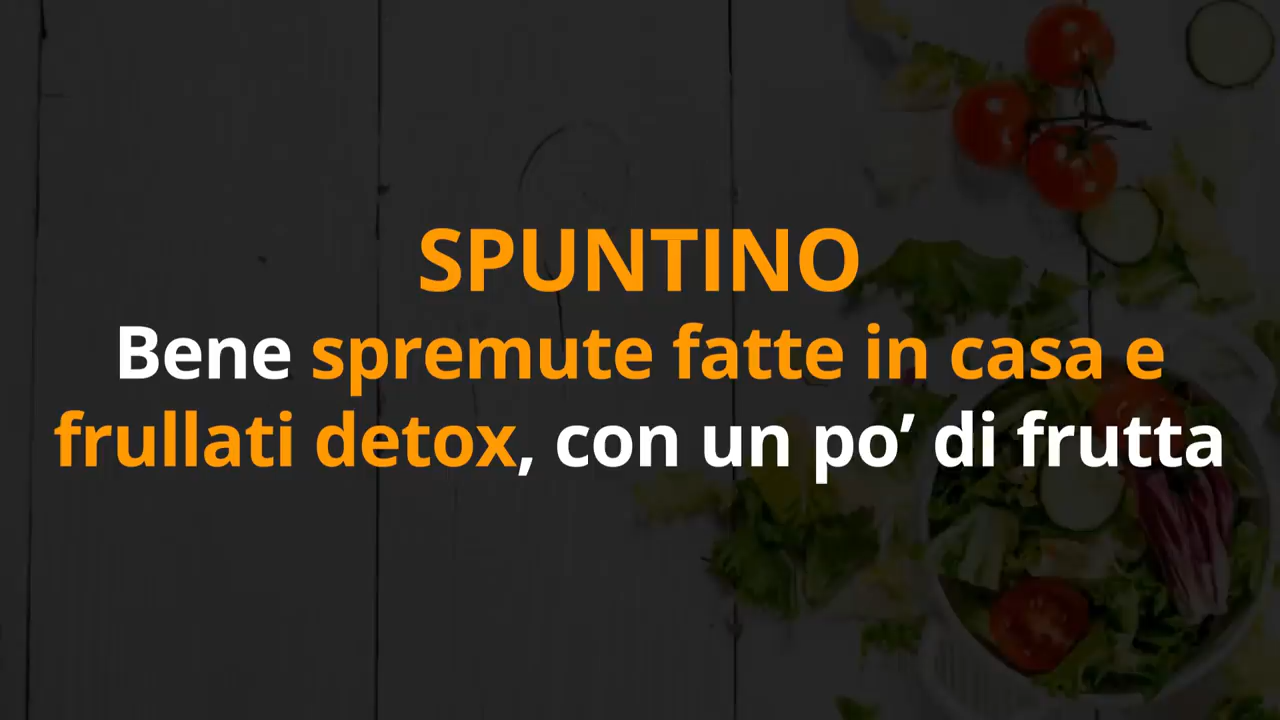 SPUNTINO
Bene spremute fatte in casa e
frullati detox, con un po’ di frutta